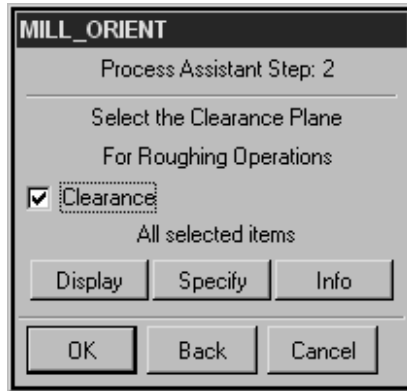 MILL_ORIENT
Process Assistant Step: 2
Select the Clearance Plane
For Roughing Operations
Clearance
All selected items
Display Specify Info
OK Back Cancel